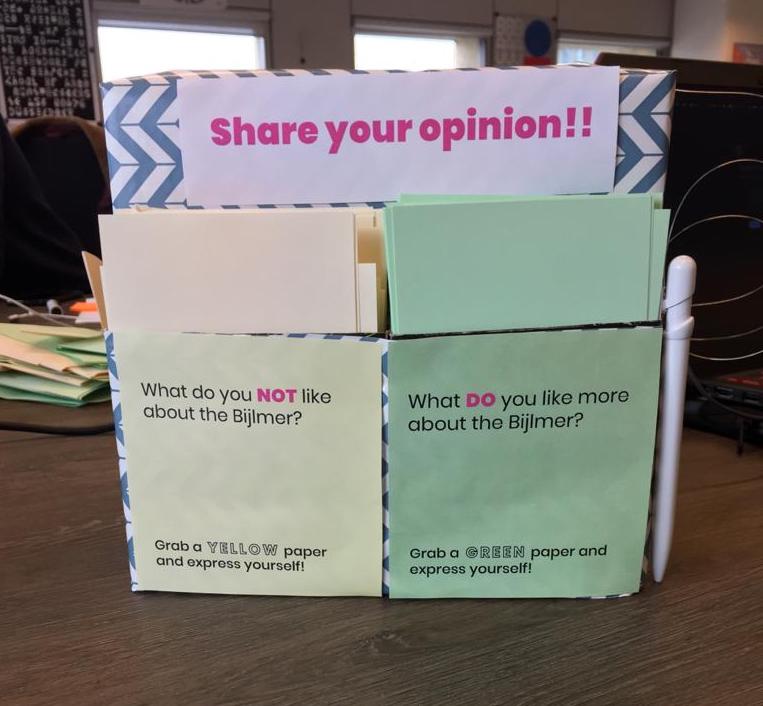 Share your opinion!!
What do you NOT like
about the Bijlmer?
Grab a YELLOW paper
and express yourself!
What DO you like more
about the Bijlmer?
Grab a GREEN paper and
express yourself!